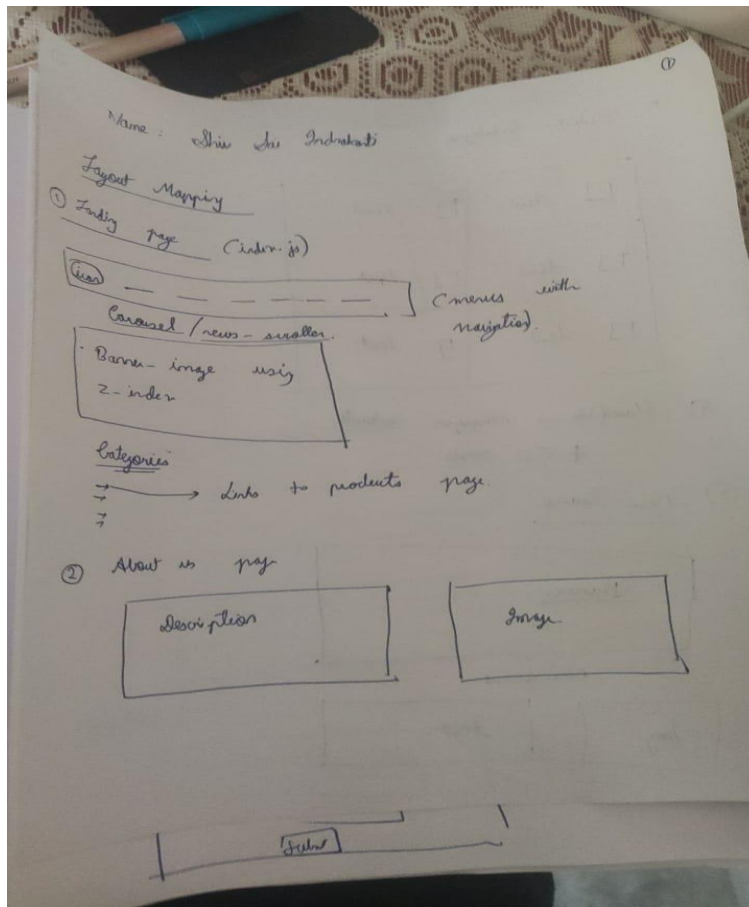 ①
Name : Shiv Sai Indrakanti
Layout Mapping
① Landing page (index.js)
icon (menus with
navigation).
Carousel / news-scroller.
Banner-image using
z-index
Categories
→ Links to products page.
② About us page
Description Image